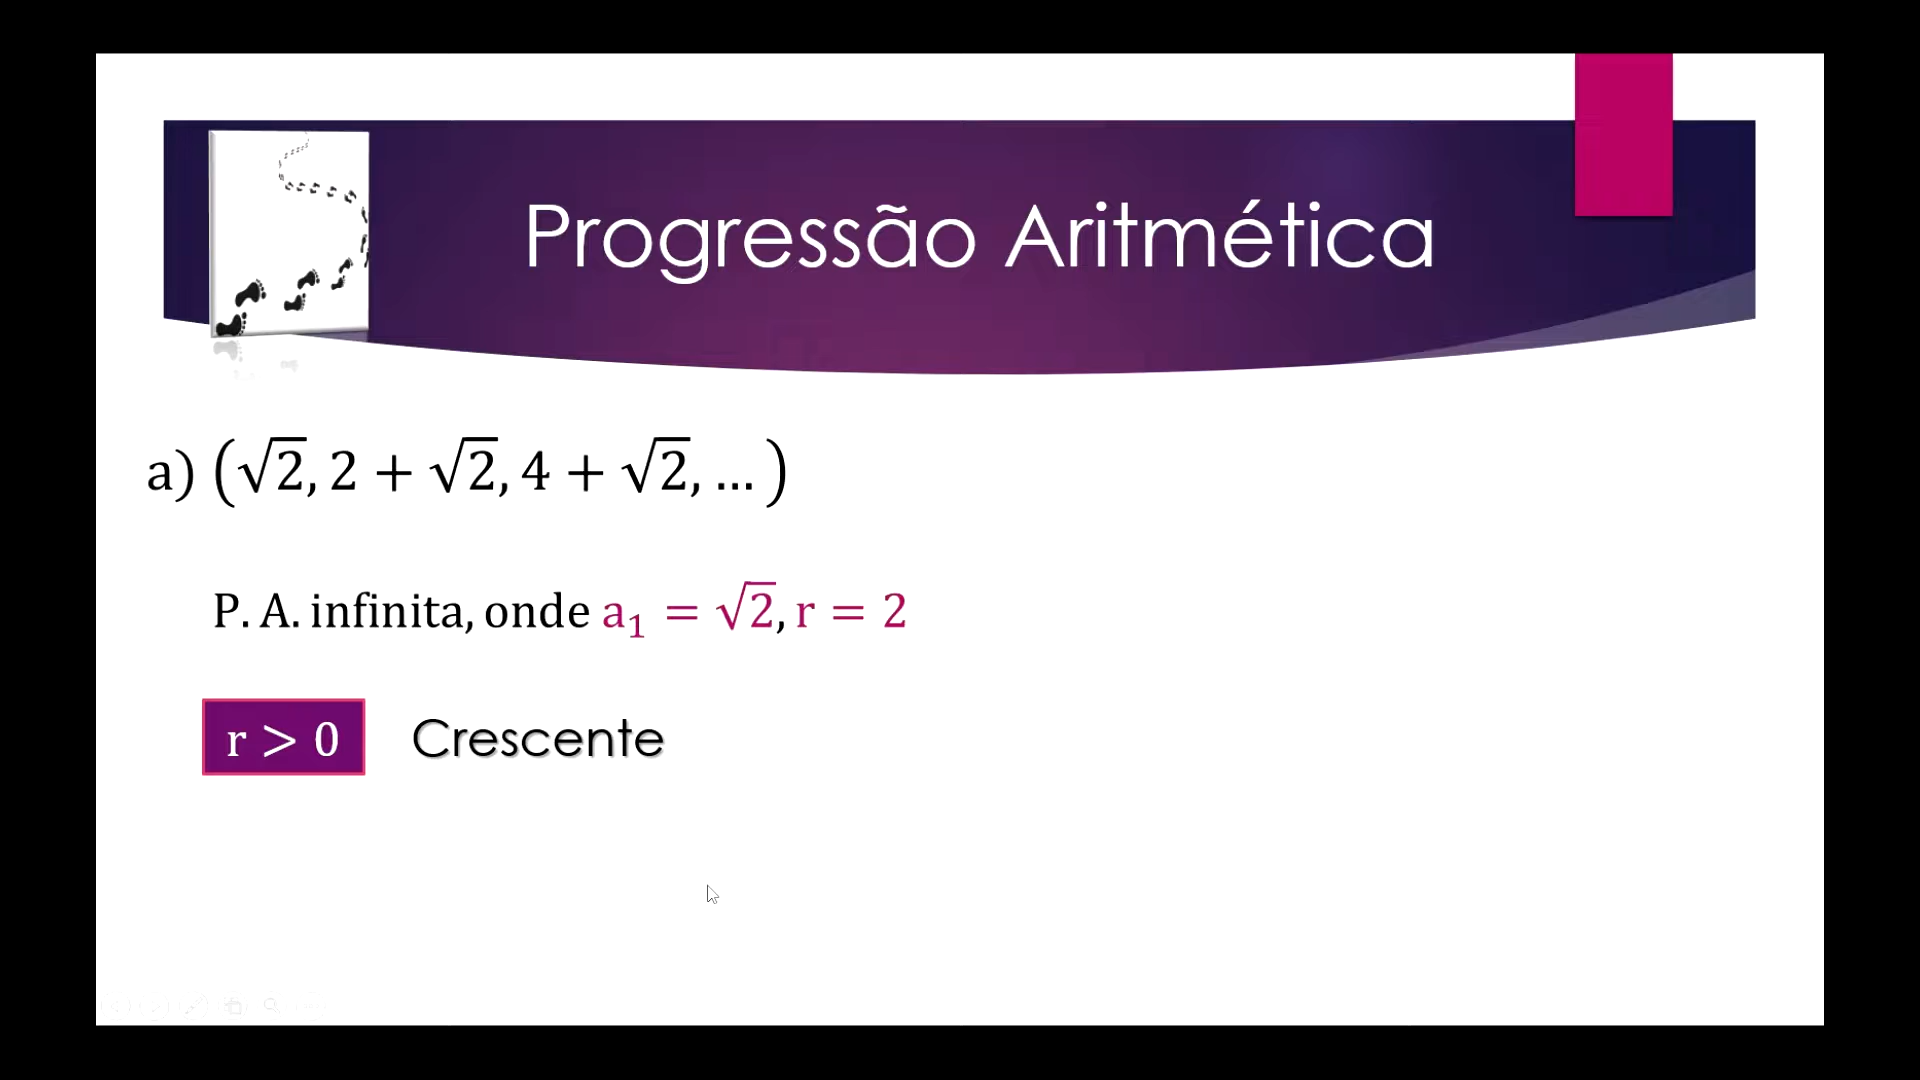 Progressão Aritmética
a) (√2, 2 + √2, 4 + √2, ... )
P. A. infinita, onde a₁ = √2, r = 2
r > 0 Crescente